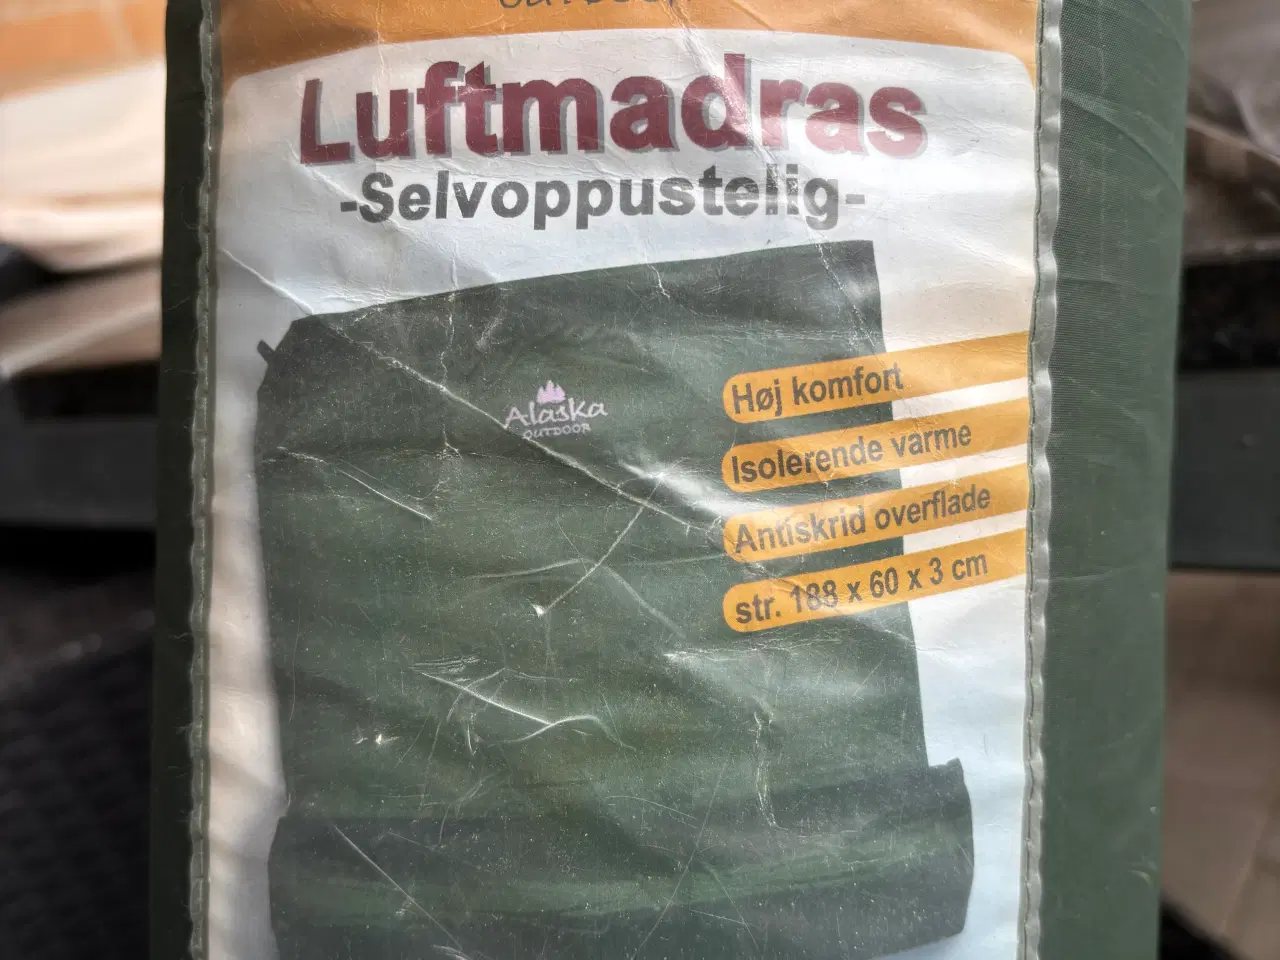 Luftmadras
-Selvoppustelig-
Alaska
OUTDOOR
Høj komfort
Isolerende varme
Antiskrid overflade
str. 188 x 60 x 3 cm